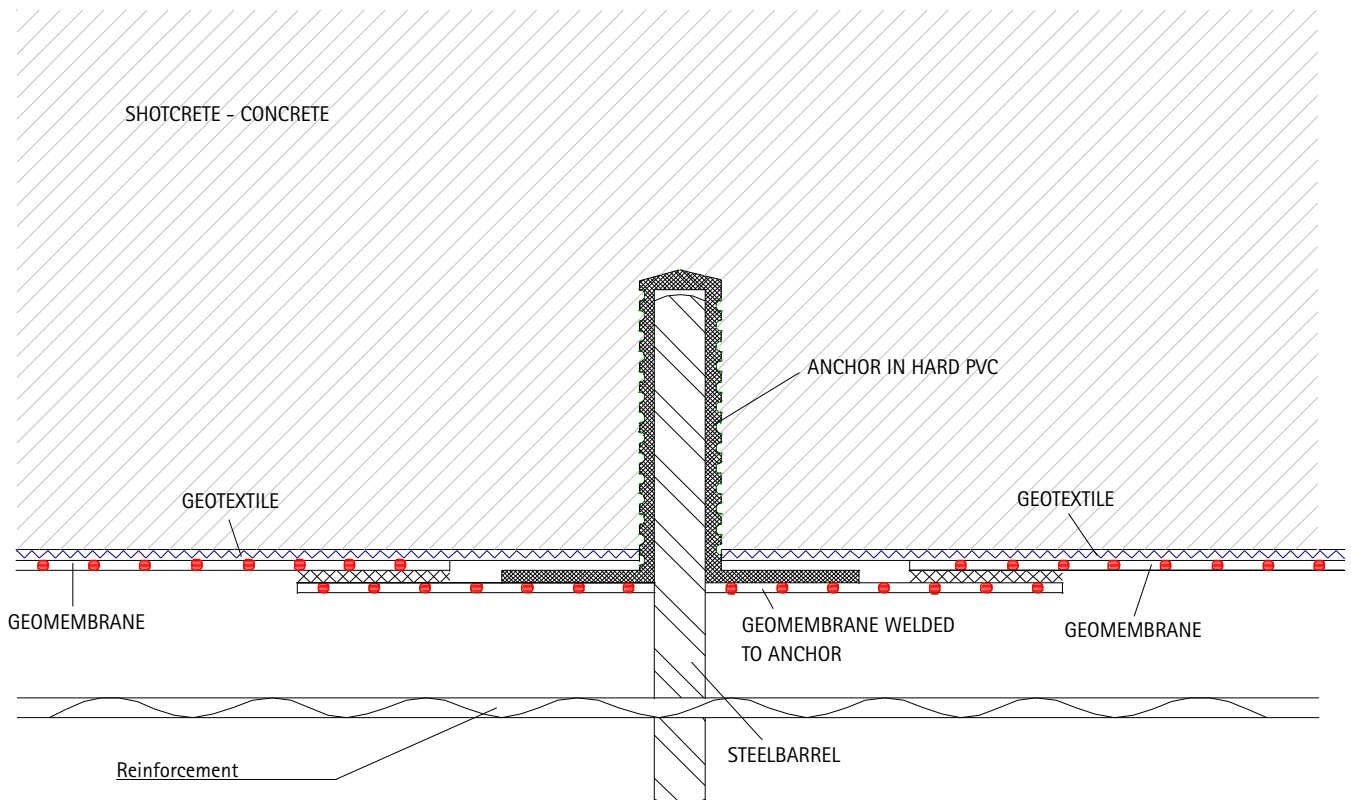 SHOTCRETE - CONCRETE
ANCHOR IN HARD PVC
GEOTEXTILE
GEOTEXTILE
GEOMEMBRANE
GEOMEMBRANE WELDED
TO ANCHOR
GEOMEMBRANE
STEELBARREL
Reinforcement